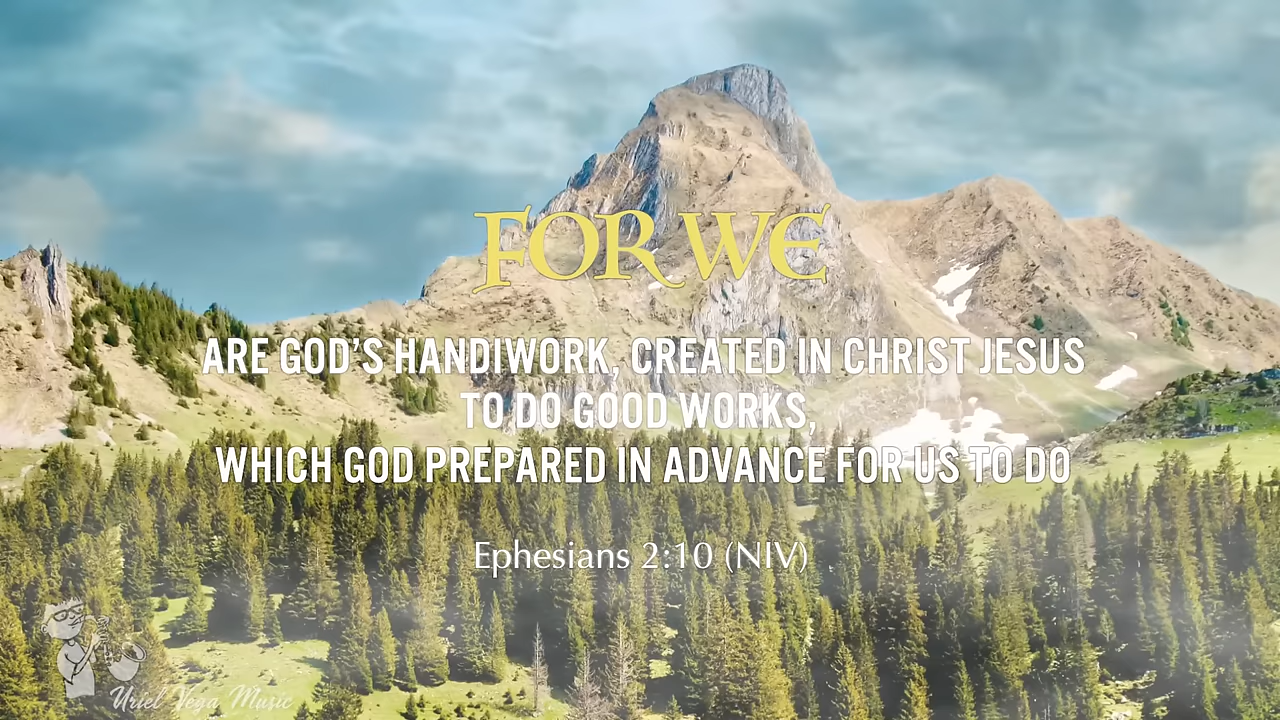 FOR WE
ARE GOD’S HANDIWORK, CREATED IN CHRIST JESUS
TO DO GOOD WORKS,
WHICH GOD PREPARED IN ADVANCE FOR US TO DO
Ephesians 2:10 (NIV)
Uriel Vega Music